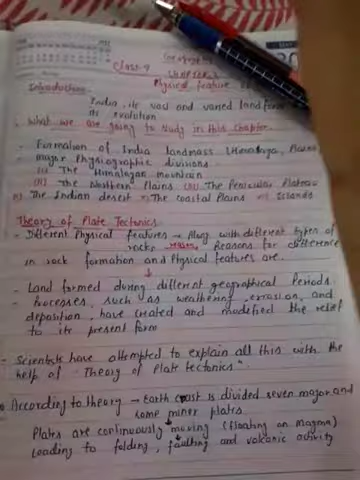 Geography
Class-9
CHAPTER 2
Physical feature
Introduction
India, its vast and varied landform
its evolution
What we are going to study in this Chapter.
- Formation of India landmass (Himalaya, Plains
major Physiographic divisions
(i) The Himalayan mountain
(ii) The Northern Plains (iii) The Penisular Plateau
The Indian desert The Coastal Plains Islands
Theory of Plate Tectonics
- Different Physical features → Along with different types of
rocks Reasons for difference
in rock formation and Physical features are.
↓
- Land formed during different geographical Periods.
- Processes, such as weathering, erosion, and
deposition, have created and modified the relief
to its present form
- Scientists have attempted to explain all this with the
help of "Theory of Plate tectonics".
According to theory → Earth crust is divided seven major and
some minor plates.
Plates are continuously moving (floating on magma)
Leading to folding, faulting and volcanic activity